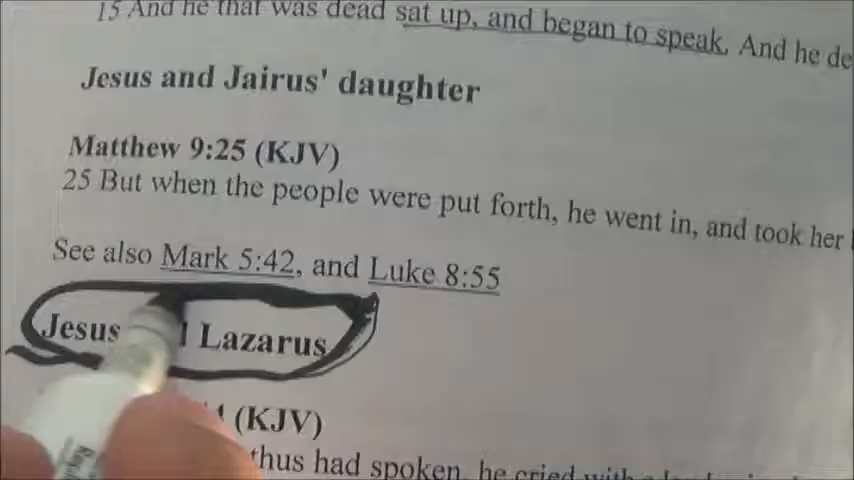 15 And he that was dead sat up, and began to speak. And he de
Jesus and Jairus' daughter
Matthew 9:25 (KJV)
25 But when the people were put forth, he went in, and took her
See also Mark 5:42, and Luke 8:55
Jesus Lazarus
(KJV)
thus had spoken, he cried with a